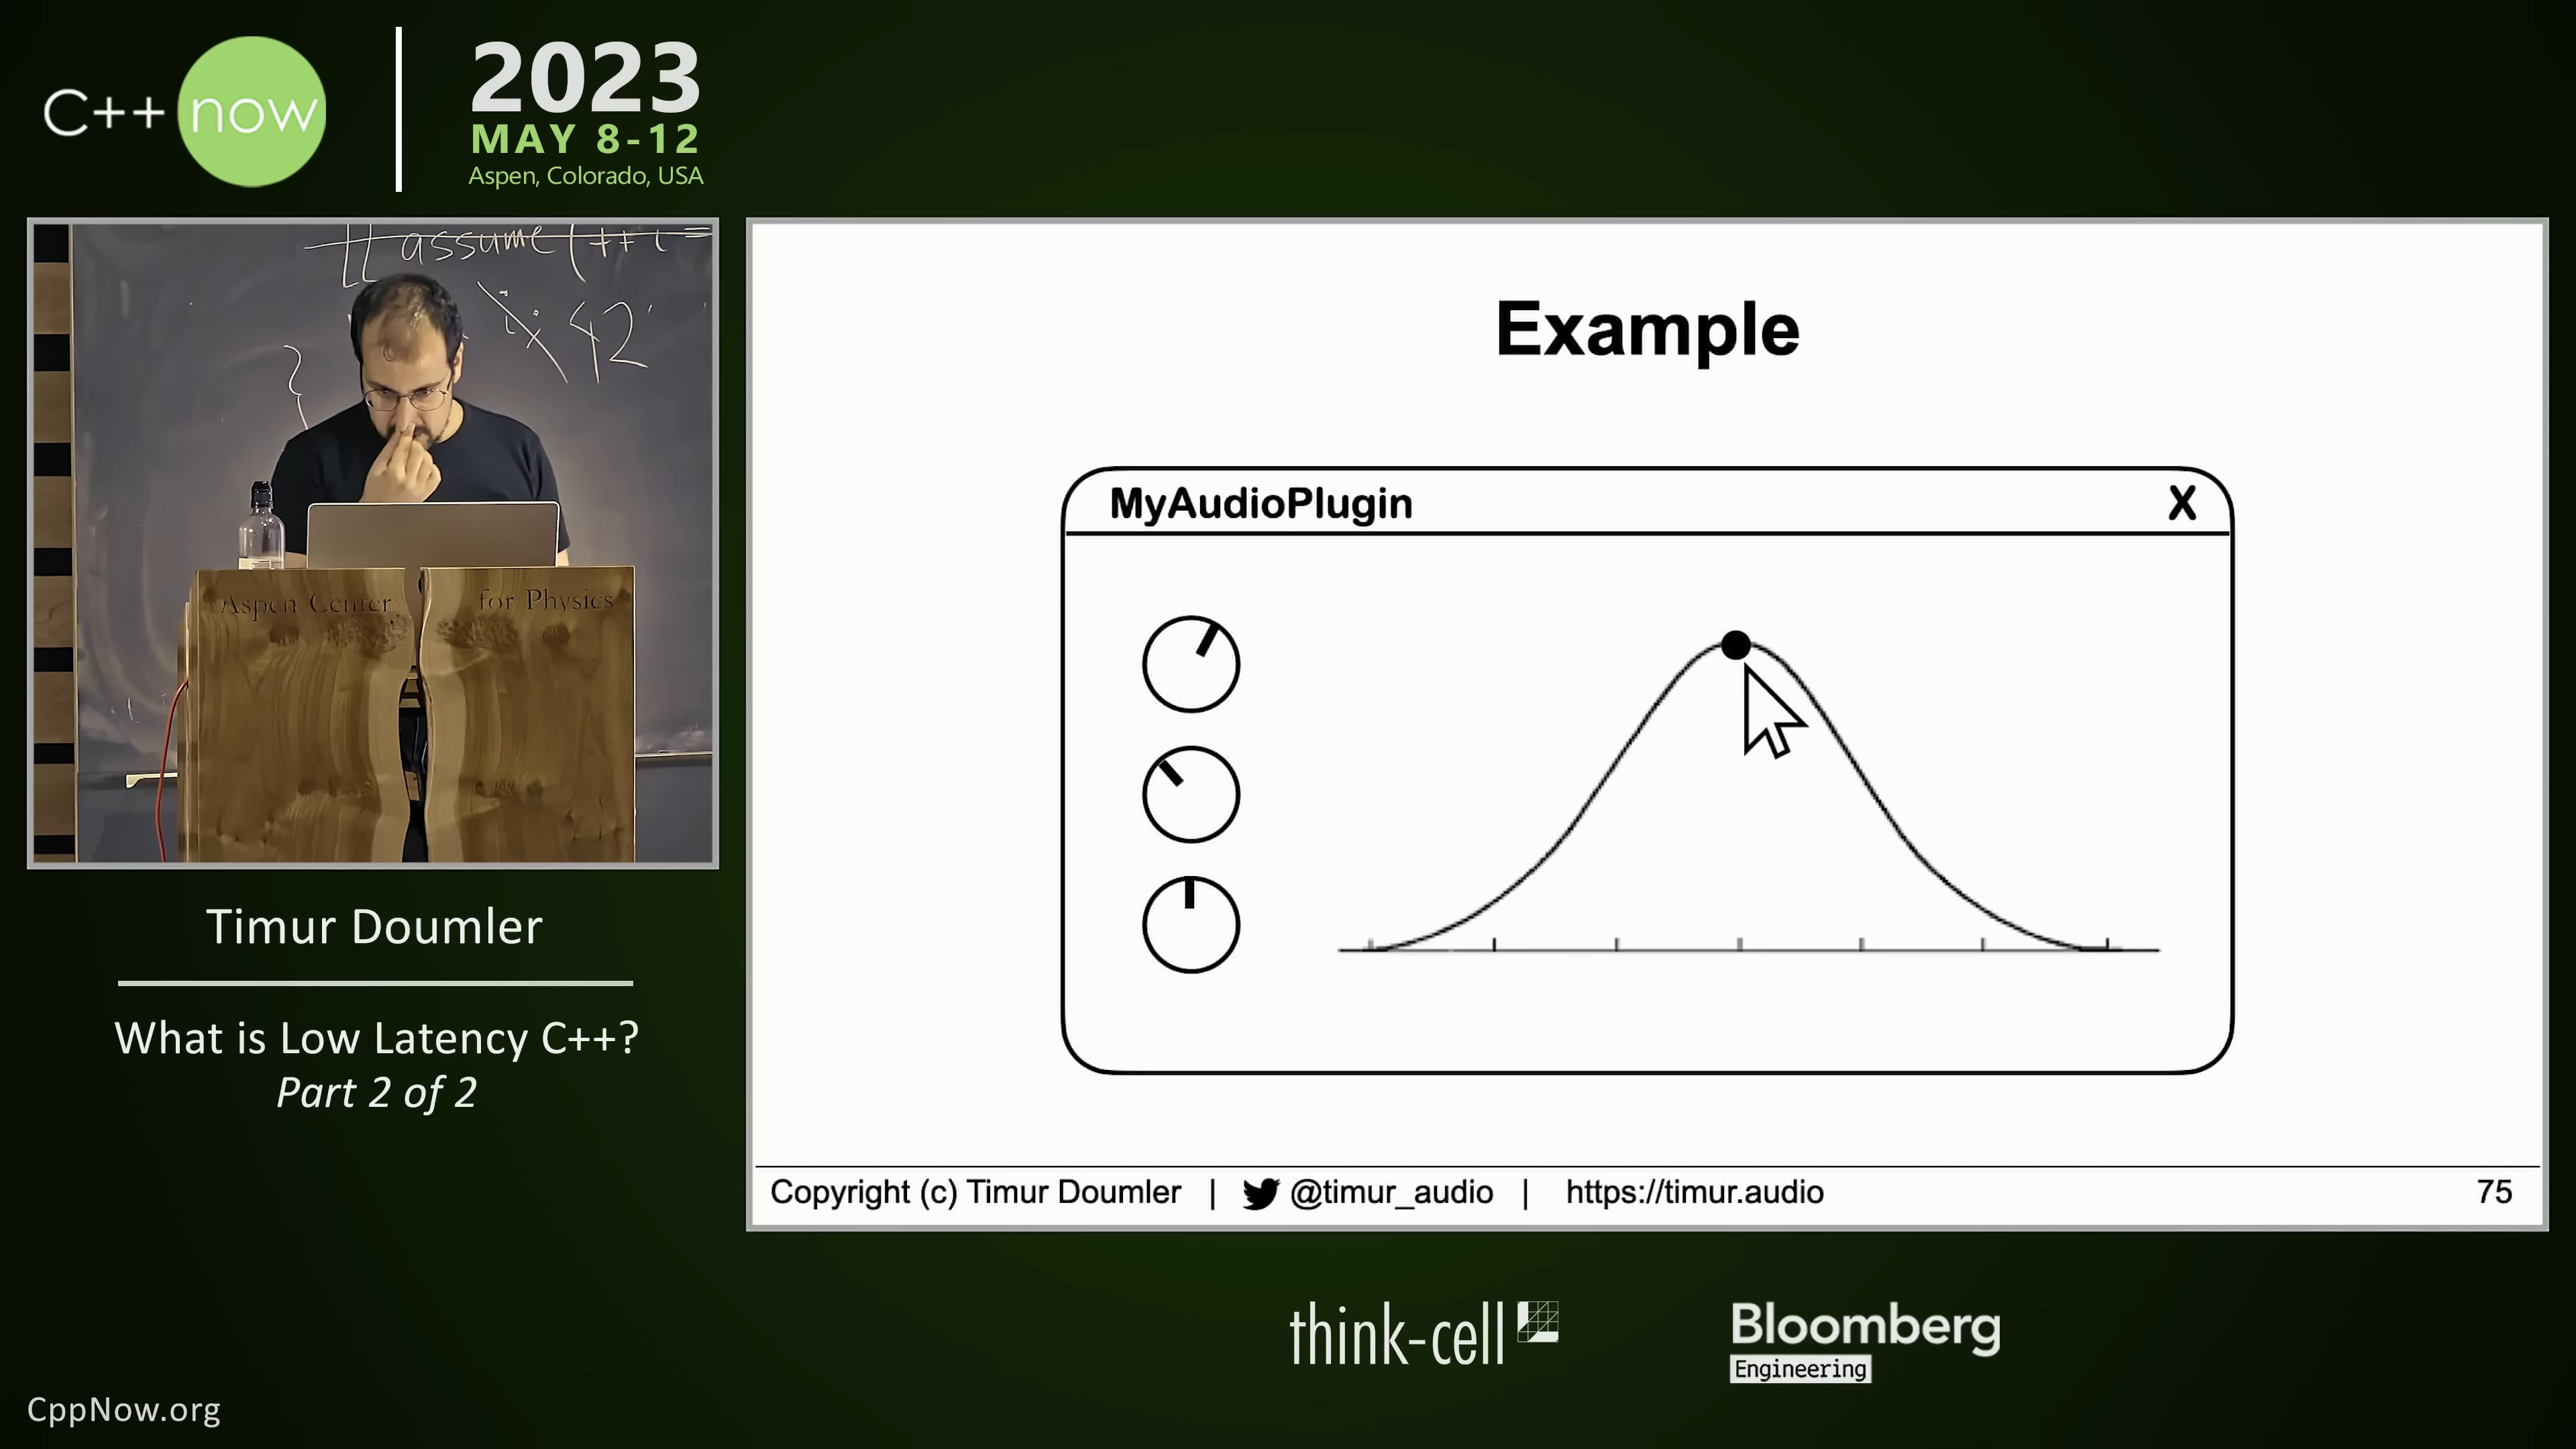 C++ now
2023
MAY 8-12
Aspen, Colorado, USA
[[ assume(++i =
i 42
Aspen Center for Physics
Timur Doumler
What is Low Latency C++?
Part 2 of 2
Example
MyAudioPlugin X
Copyright (c) Timur Doumler | @timur_audio | https://timur.audio 75
think-cell
Bloomberg
Engineering
CppNow.org